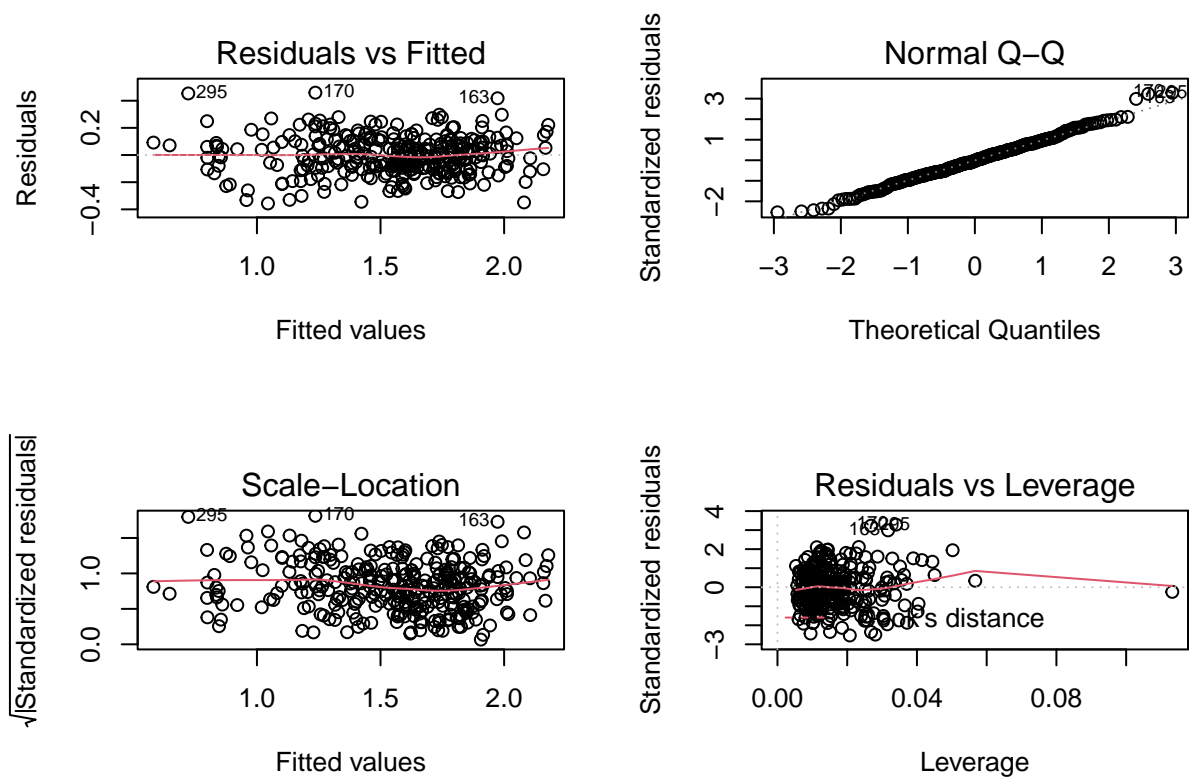 Residuals vs Fitted
Residuals
0.2
−0.4
295
170
163
1.0
1.5
2.0
Fitted values
Normal Q−Q
Standardized residuals
3
1
−2
−3
−2
−1
0
1
2
3
Theoretical Quantiles
Scale−Location
√|Standardized residuals|
1.0
0.0
295
170
163
1.0
1.5
2.0
Fitted values
Residuals vs Leverage
Standardized residuals
4
2
0
−3
's distance
0.00
0.04
0.08
Leverage